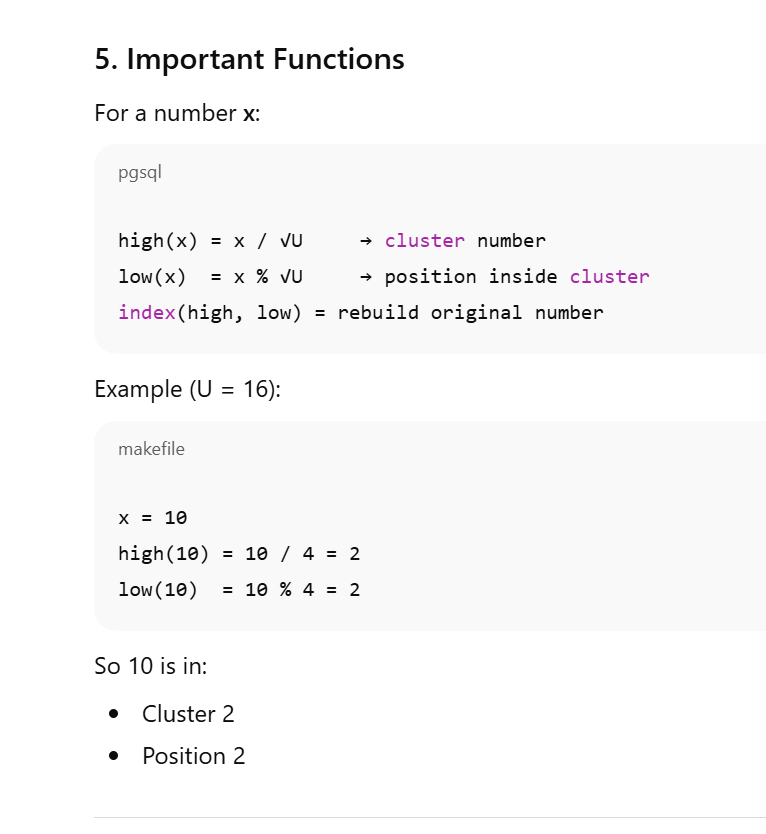 5. Important Functions
For a number x:
pgsql
high(x) = x / √U     → cluster number
low(x)  = x % √U     → position inside cluster
index(high, low) = rebuild original number
Example (U = 16):
makefile
x = 10
high(10) = 10 / 4 = 2
low(10)  = 10 % 4 = 2
So 10 is in:
• Cluster 2
• Position 2